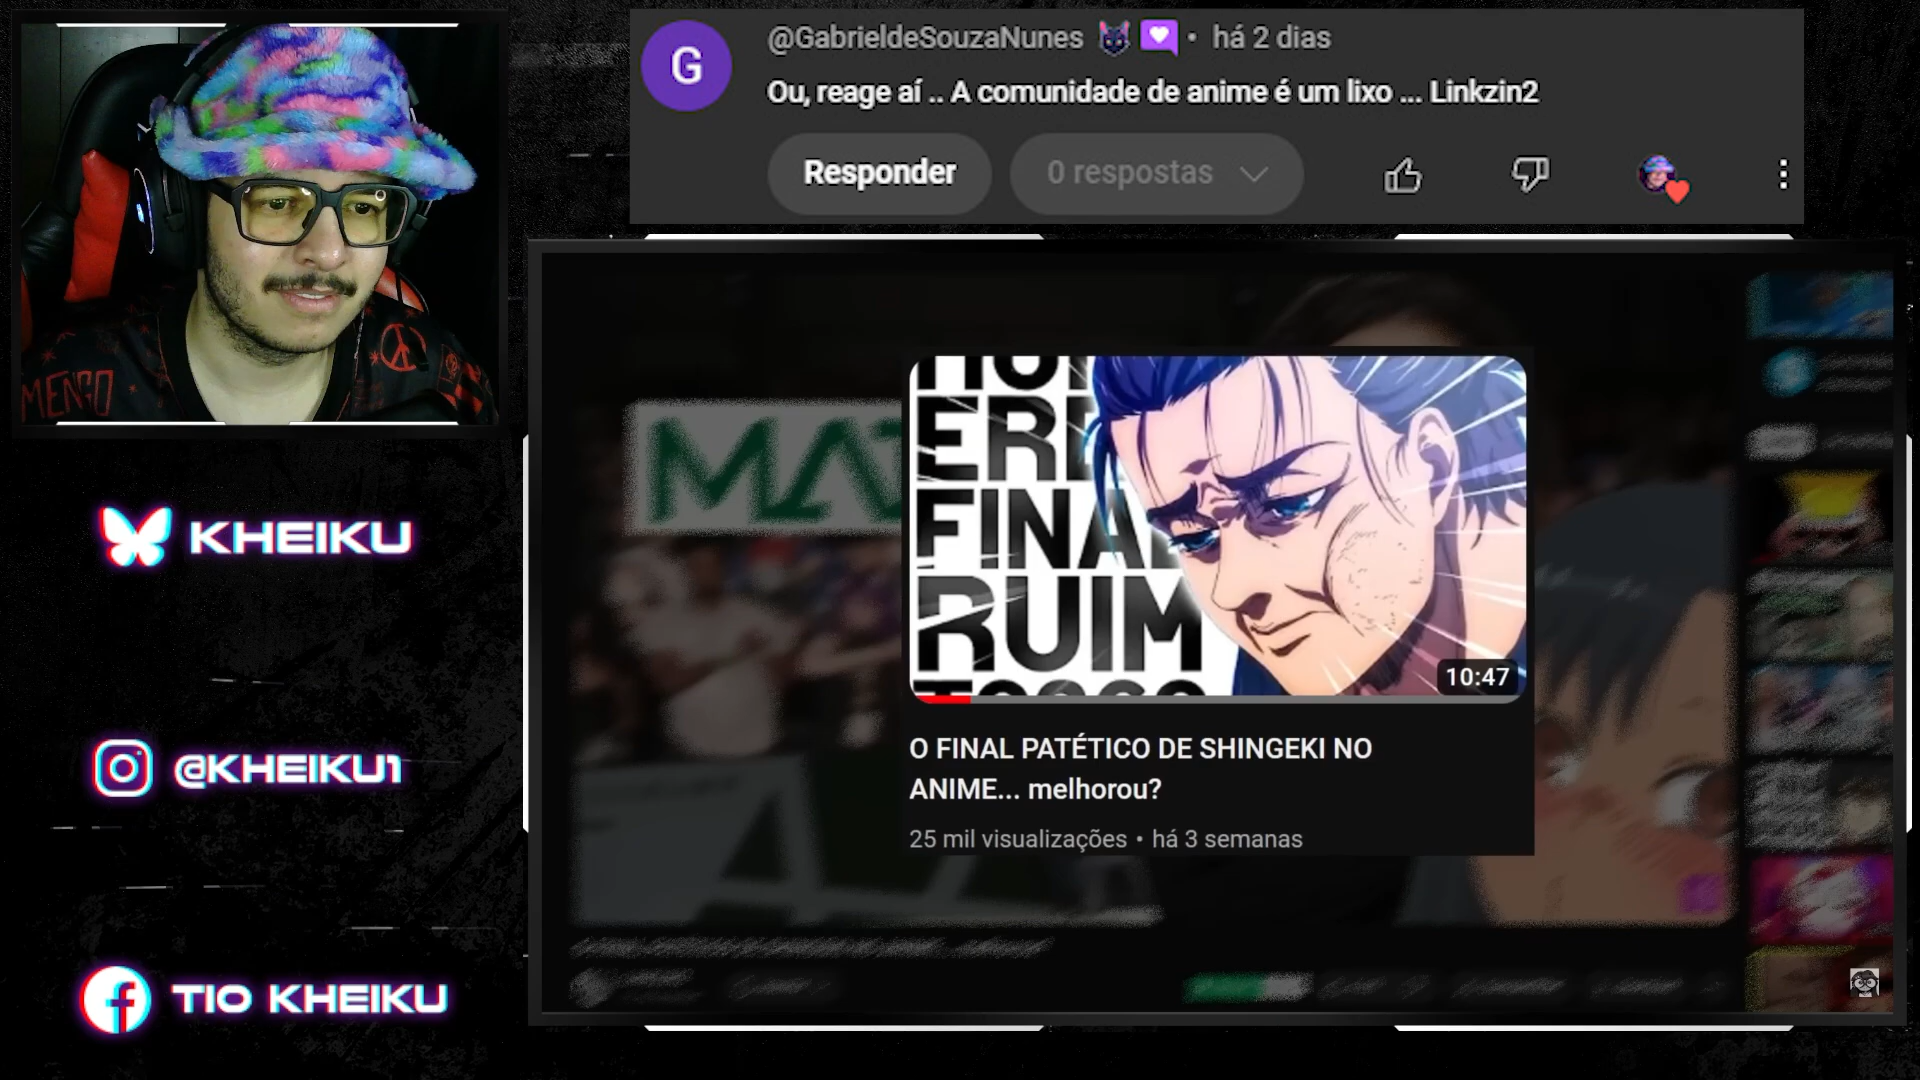 @GabrieldeSouzaNunes • há 2 dias
Ou, reage aí .. A comunidade de anime é um lixo ... Linkzin2
Responder
0 respostas
MENGO
KHEIKU
@KHEIKU1
TIO KHEIKU
FINAL
RUIM
10:47
O FINAL PATÉTICO DE SHINGEKI NO
ANIME... melhorou?
25 mil visualizações • há 3 semanas